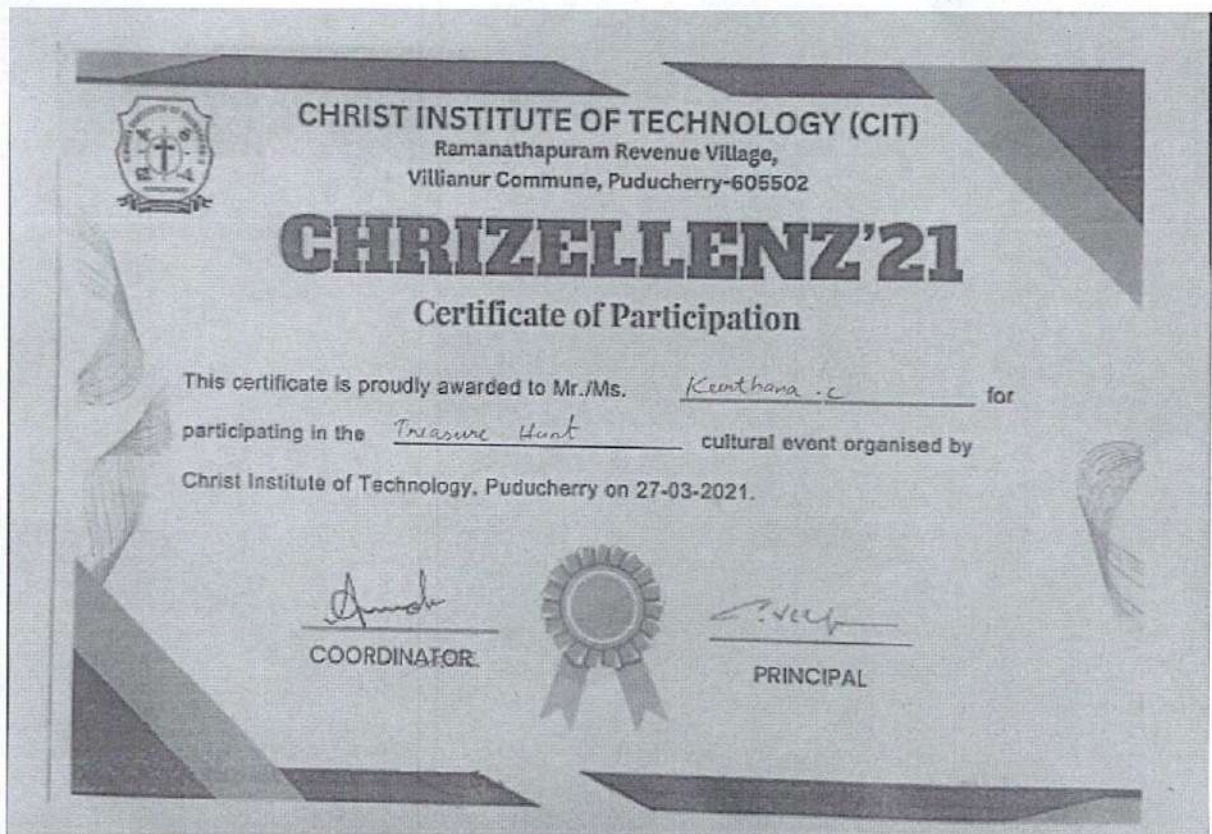 CHRIST INSTITUTE OF TECHNOLOGY (CIT)
Ramanathapuram Revenue Village,
Villianur Commune, Puducherry-605502
CHRIZELLENZ'21
Certificate of Participation
This certificate is proudly awarded to Mr./Ms. .C for
participating in the Treasure Hunt cultural event organised by
Christ Institute of Technology, Puducherry on 27-03-2021.
COORDINATOR
PRINCIPAL